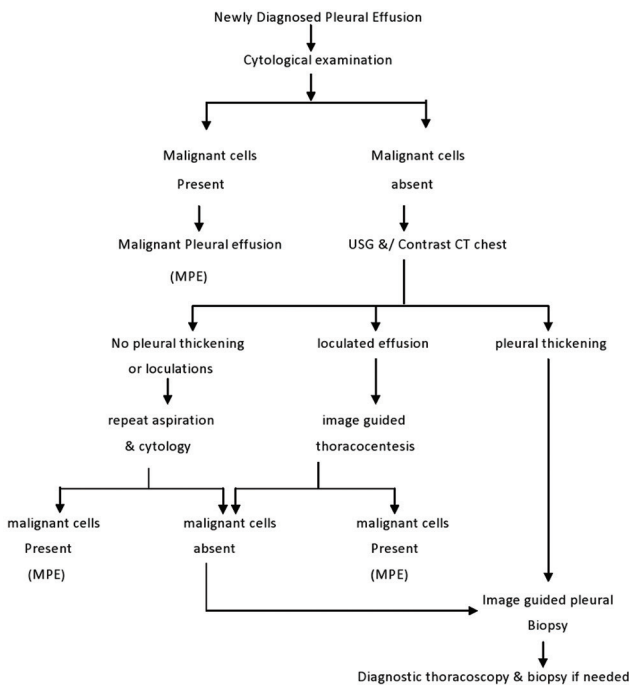 Newly Diagnosed Pleural Effusion
Cytological examination
Malignant cells
Present
Malignant cells
absent
Malignant Pleural effusion
(MPE)
USG &/ Contrast CT chest
No pleural thickening
or loculations
loculated effusion
pleural thickening
repeat aspiration
& cytology
image guided
thoracocentesis
malignant cells
Present
(MPE)
malignant cells
absent
malignant cells
Present
(MPE)
Image guided pleural
Biopsy
Diagnostic thoracoscopy & biopsy if needed